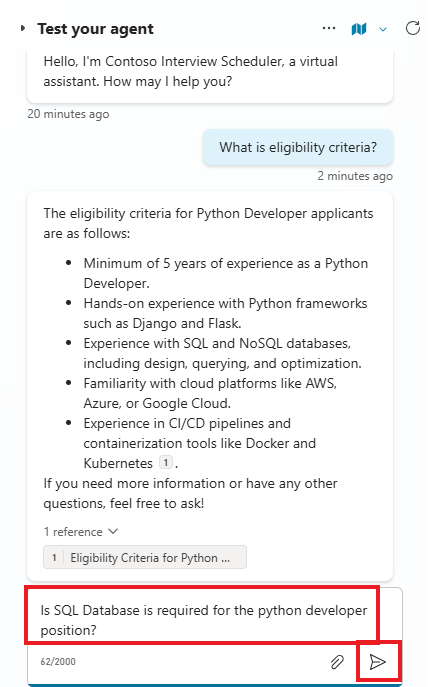 Test your agent
Hello, I'm Contoso Interview Scheduler, a virtual
assistant. How may I help you?
20 minutes ago
What is eligibility criteria?
2 minutes ago
The eligibility criteria for Python Developer applicants
are as follows:
• Minimum of 5 years of experience as a Python
Developer.
• Hands-on experience with Python frameworks
such as Django and Flask.
• Experience with SQL and NoSQL databases,
including design, querying, and optimization.
• Familiarity with cloud platforms like AWS,
Azure, or Google Cloud.
• Experience in CI/CD pipelines and
containerization tools like Docker and
Kubernetes 1 .
If you need more information or have any other
questions, feel free to ask!
1 reference
1 Eligibility Criteria for Python ...
Is SQL Database is required for the python developer
position?
62/2000